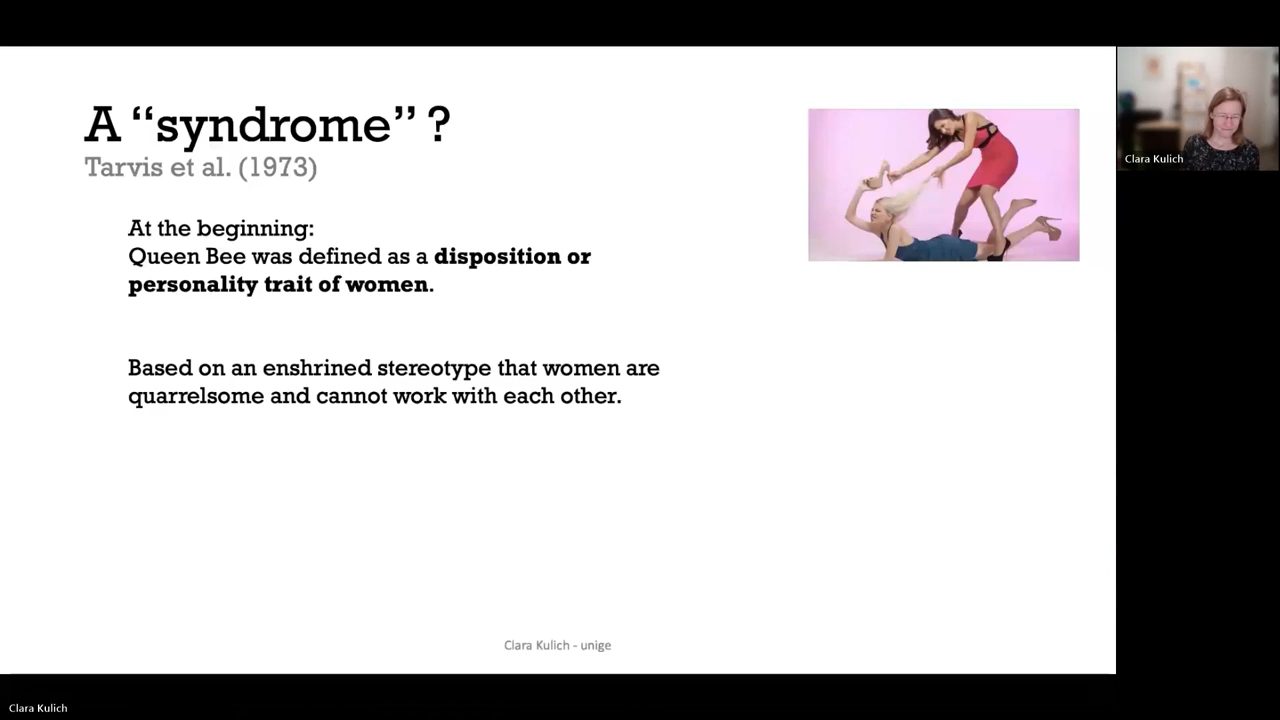 A “syndrome” ?
Tarvis et al. (1973)
At the beginning:
Queen Bee was defined as a disposition or
personality trait of women.
Based on an enshrined stereotype that women are
quarrelsome and cannot work with each other.
Clara Kulich - unige
Clara Kulich
Clara Kulich